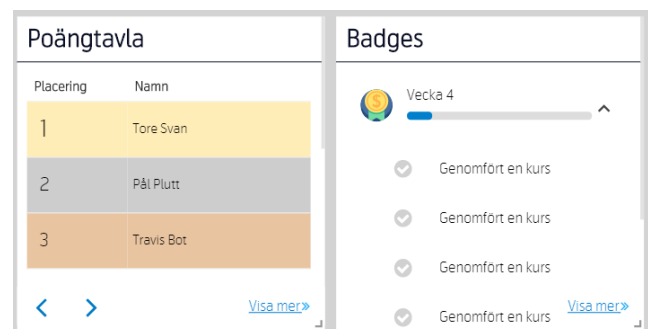 Poängtavla
Placering Namn
1 Tore Svan
2 Pål Plutt
3 Travis Bot
Visa mer»
Badges
Vecka 4
Genomfört en kurs
Genomfört en kurs
Genomfört en kurs
Genomfört en kurs
Visa mer»